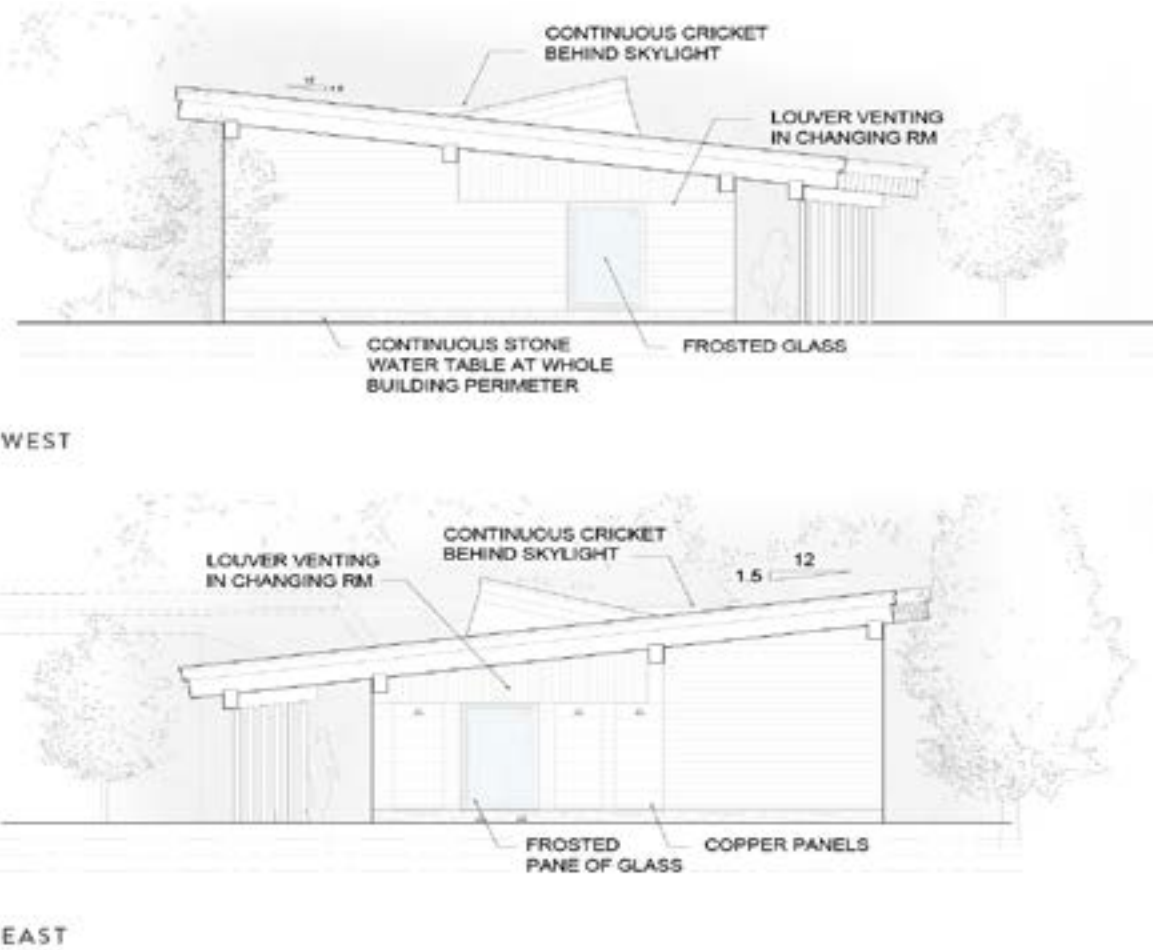 CONTINUOUS CRICKET
BEHIND SKYLIGHT
LOUVER VENTING
IN CHANGING RM
CONTINUOUS STONE
WATER TABLE AT WHOLE
BUILDING PERIMETER
FROSTED GLASS
WEST
CONTINUOUS CRICKET
BEHIND SKYLIGHT
LOUVER VENTING
IN CHANGING RM
12
1.5
FROSTED
PANE OF GLASS
COPPER PANELS
EAST